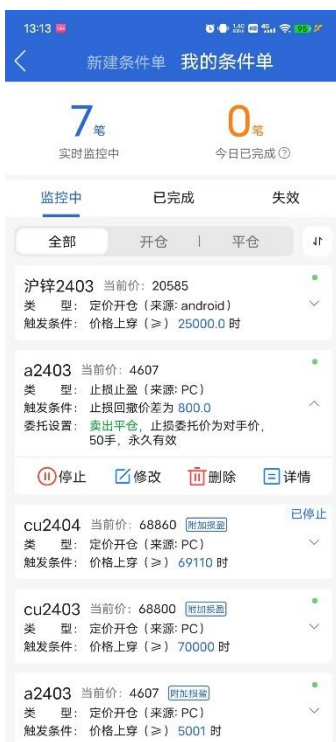 13:13
新建条件单 我的条件单
7笔 0笔
实时监控中 今日已完成
监控中 已完成 失效
全部 开仓 平仓
沪锌2403 当前价：20585
类 型：定价开仓（来源：android）
触发条件：价格上穿（≥）25000.0 时
a2403 当前价：4607
类 型：止损止盈（来源：PC）
触发条件：止损回撤价差为 800.0
委托设置：卖出平仓，止损委托价为对手价，
50手，永久有效
停止 修改 删除 详情
已停止
cu2404 当前价：68860 附加损盈
类 型：定价开仓（来源：PC）
触发条件：价格上穿（≥）69110 时
cu2403 当前价：68800 附加损盈
类 型：定价开仓（来源：PC）
触发条件：价格上穿（≥）70000 时
a2403 当前价：4607 附加损盈
类 型：定价开仓（来源：PC）
触发条件：价格上穿（≥）5001 时